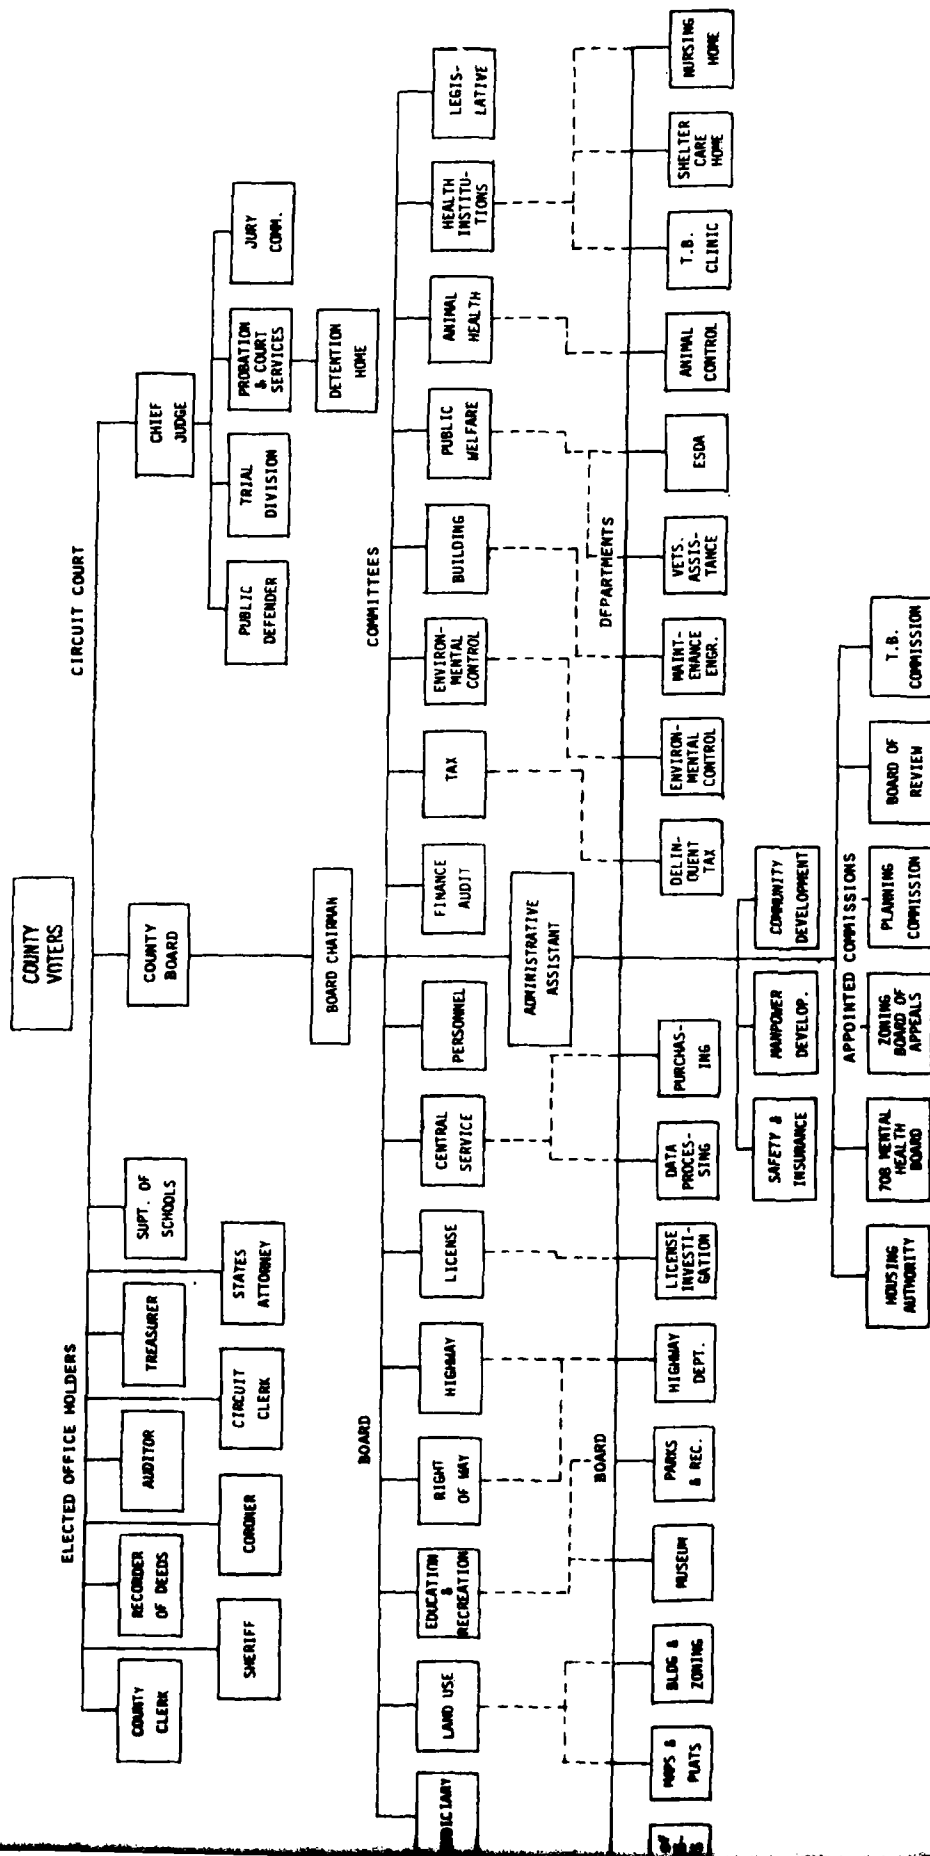 COUNTY
VOTERS
ELECTED OFFICE HOLDERS
CIRCUIT COURT
COUNTY
CLERK
RECORDER
OF DEEDS
AUDITOR
TREASURER
SUPT. OF
SCHOOLS
SHERIFF
CORONER
CIRCUIT
CLERK
STATES
ATTORNEY
COUNTY
BOARD
CHIEF
JUDGE
PUBLIC
DEFENDER
TRIAL
DIVISION
PROBATION
& COURT
SERVICES
JURY
COMM.
DETENTION
HOME
BOARD CHAIRMAN
BOARD
COMMITTEES
LAND USE
EDUCATION
&
RECREATION
RIGHT
OF WAY
HIGHWAY
LICENSE
CENTRAL
SERVICE
PERSONNEL
FINANCE
AUDIT
TAX
ENVIRON-
MENTAL
CONTROL
BUILDING
PUBLIC
WELFARE
ANIMAL
HEALTH
HEALTH
INSTITU-
TIONS
LEGIS-
LATIVE
ADMINISTRATIVE
ASSISTANT
BOARD
DEPARTMENTS
MAPS &
PLATS
BLDG &
ZONING
MUSEUM
PARKS
& REC.
HIGHWAY
DEPT.
LICENSE
INVESTI-
GATION
DATA
PROCES-
SING
PURCHAS-
ING
DELIN-
QUENT
TAX
ENVIRON-
MENTAL
CONTROL
MAINT-
ENANCE
ENGR.
VETS.
ASSIS-
TANCE
ESDA
ANIMAL
CONTROL
T.B.
CLINIC
SHELTER
CARE
HOME
NURSING
HOME
SAFETY &
INSURANCE
MANPOWER
DEVELOP.
COMMUNITY
DEVELOPMENT
APPOINTED COMMISSIONS
HOUSING
AUTHORITY
708 MENTAL
HEALTH
BOARD
ZONING
BOARD OF
APPEALS
PLANNING
COMMISSION
BOARD OF
REVIEW
T.B.
COMMISSION